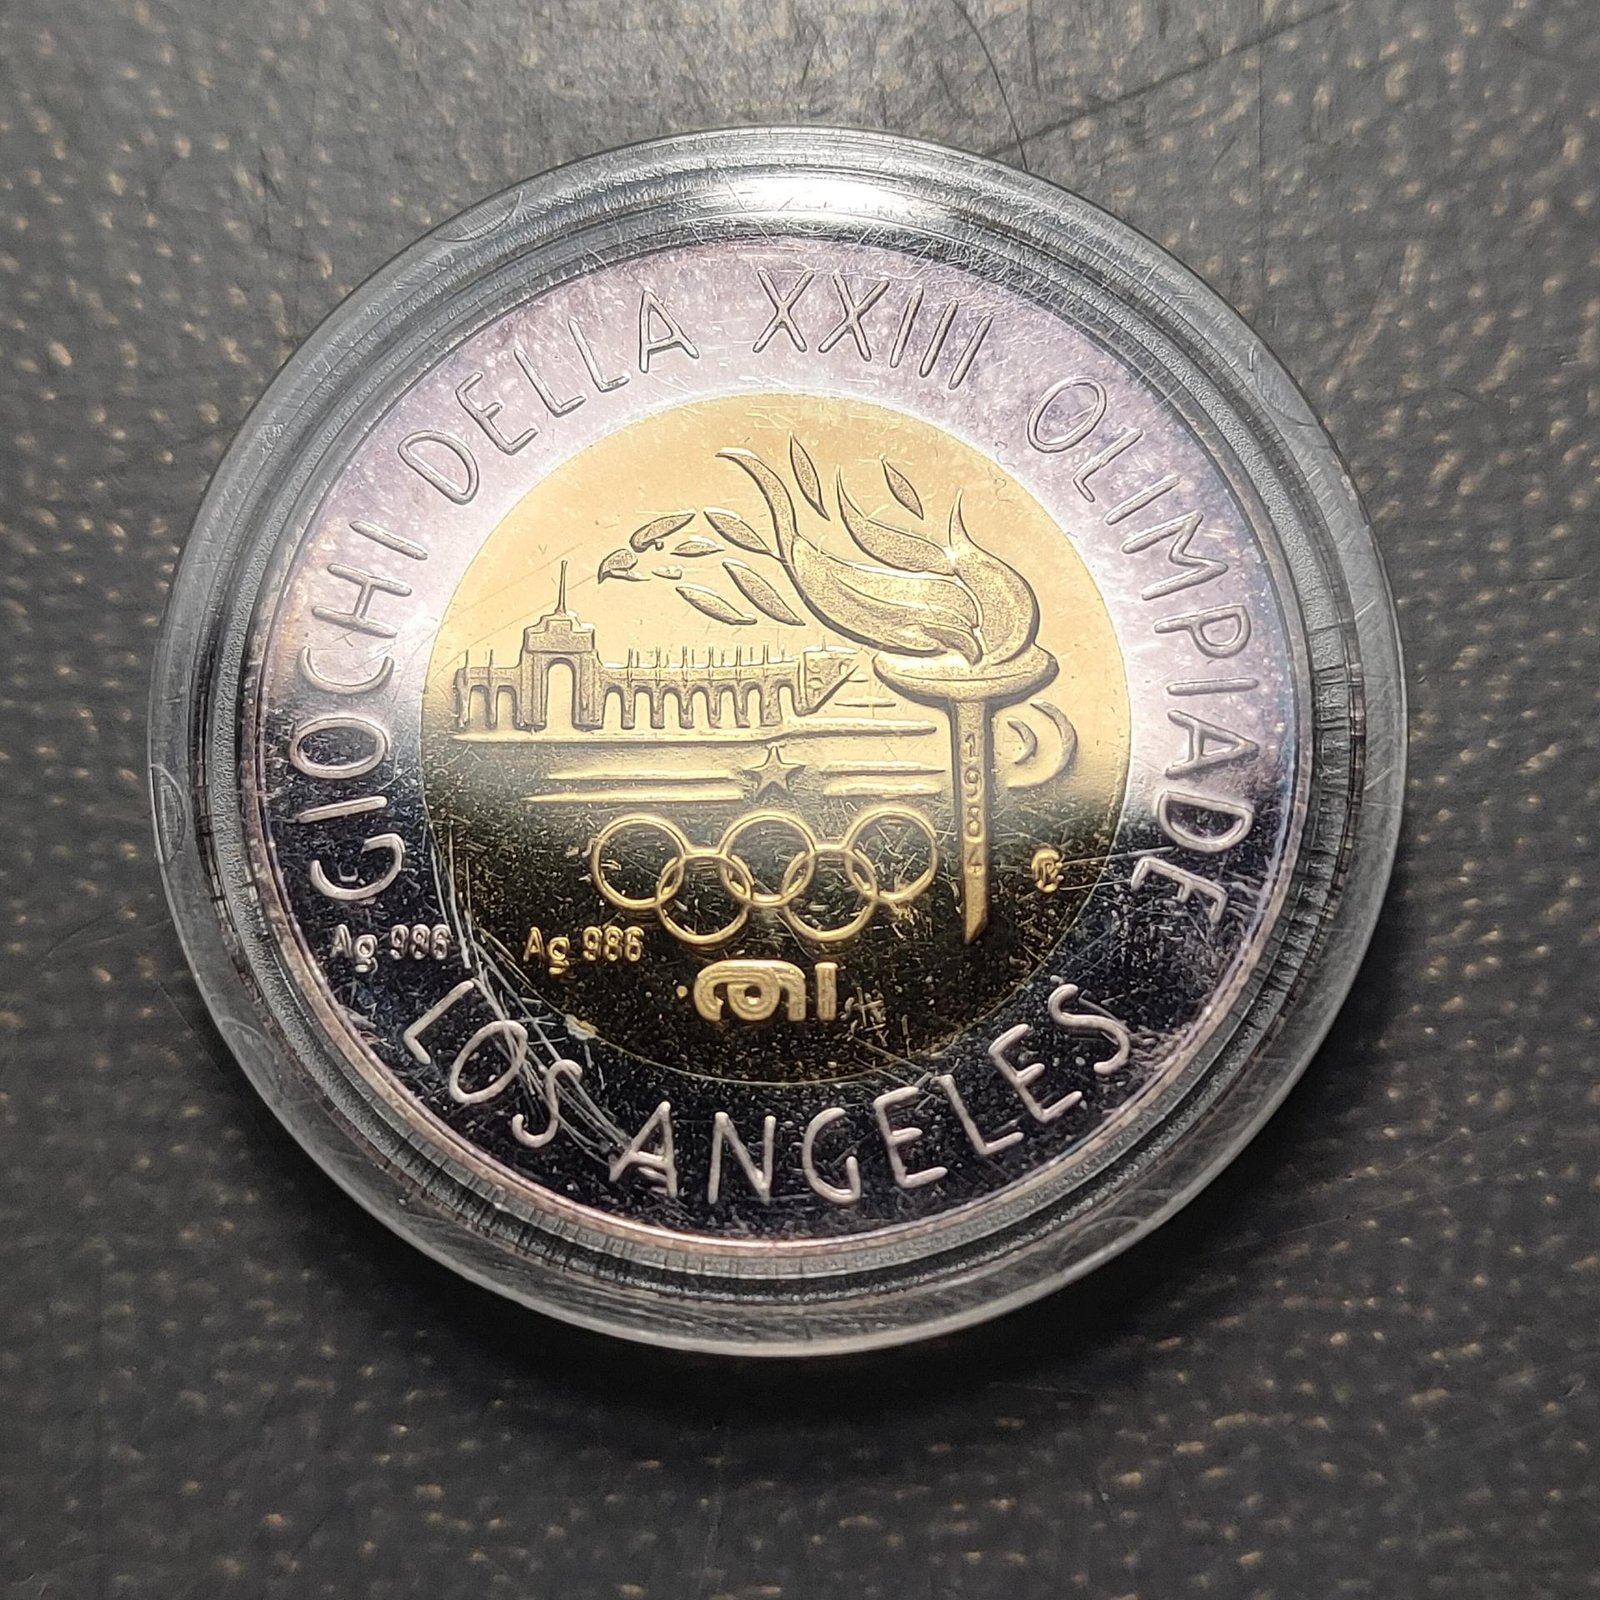 GIOCHI DELLA XXIII OLIMPIADE
1984
Ag 986
Ag 986
LOS ANGELES